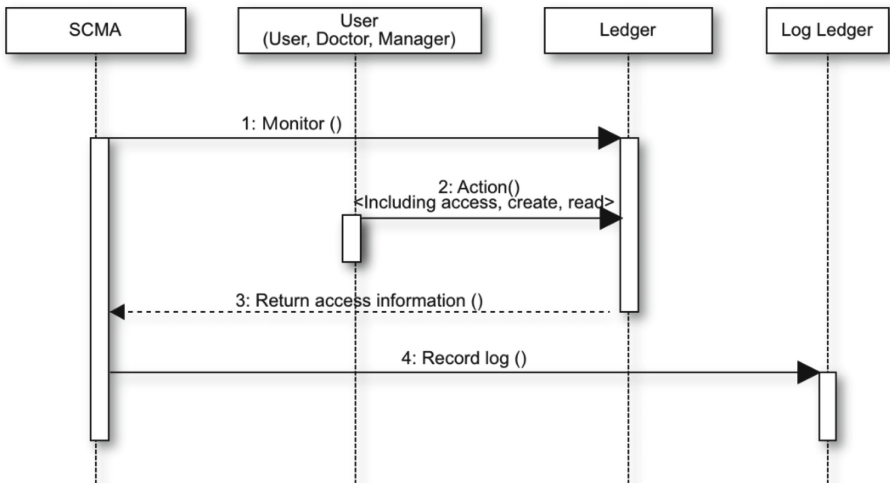 SCMA
User
(User, Doctor, Manager)
Ledger
Log Ledger
1: Monitor ()
2: Action()
<Including access, create, read>
3: Return access information ()
4: Record log ()